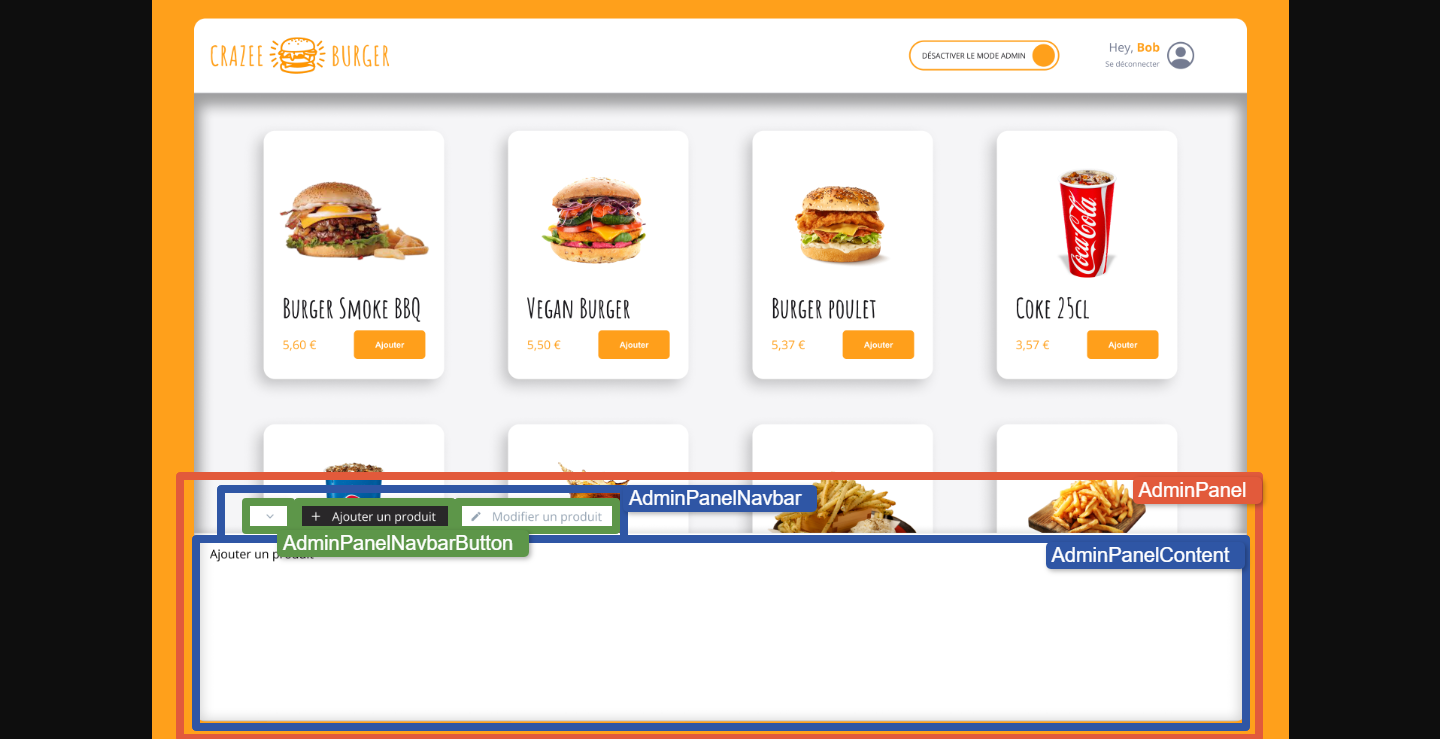 CRAZEE BURGER
DÉSACTIVER LE MODE ADMIN
Hey, Bob
Se déconnecter
Coca-Cola
Burger Smoke BBQ
5,60 €
Ajouter
Vegan Burger
5,50 €
Ajouter
Burger poulet
5,37 €
Ajouter
Coke 25cl
3,57 €
Ajouter
AdminPanel
AdminPanelNavbar
Ajouter un produit
Modifier un produit
AdminPanelNavbarButton
AdminPanelContent
Ajouter un produit